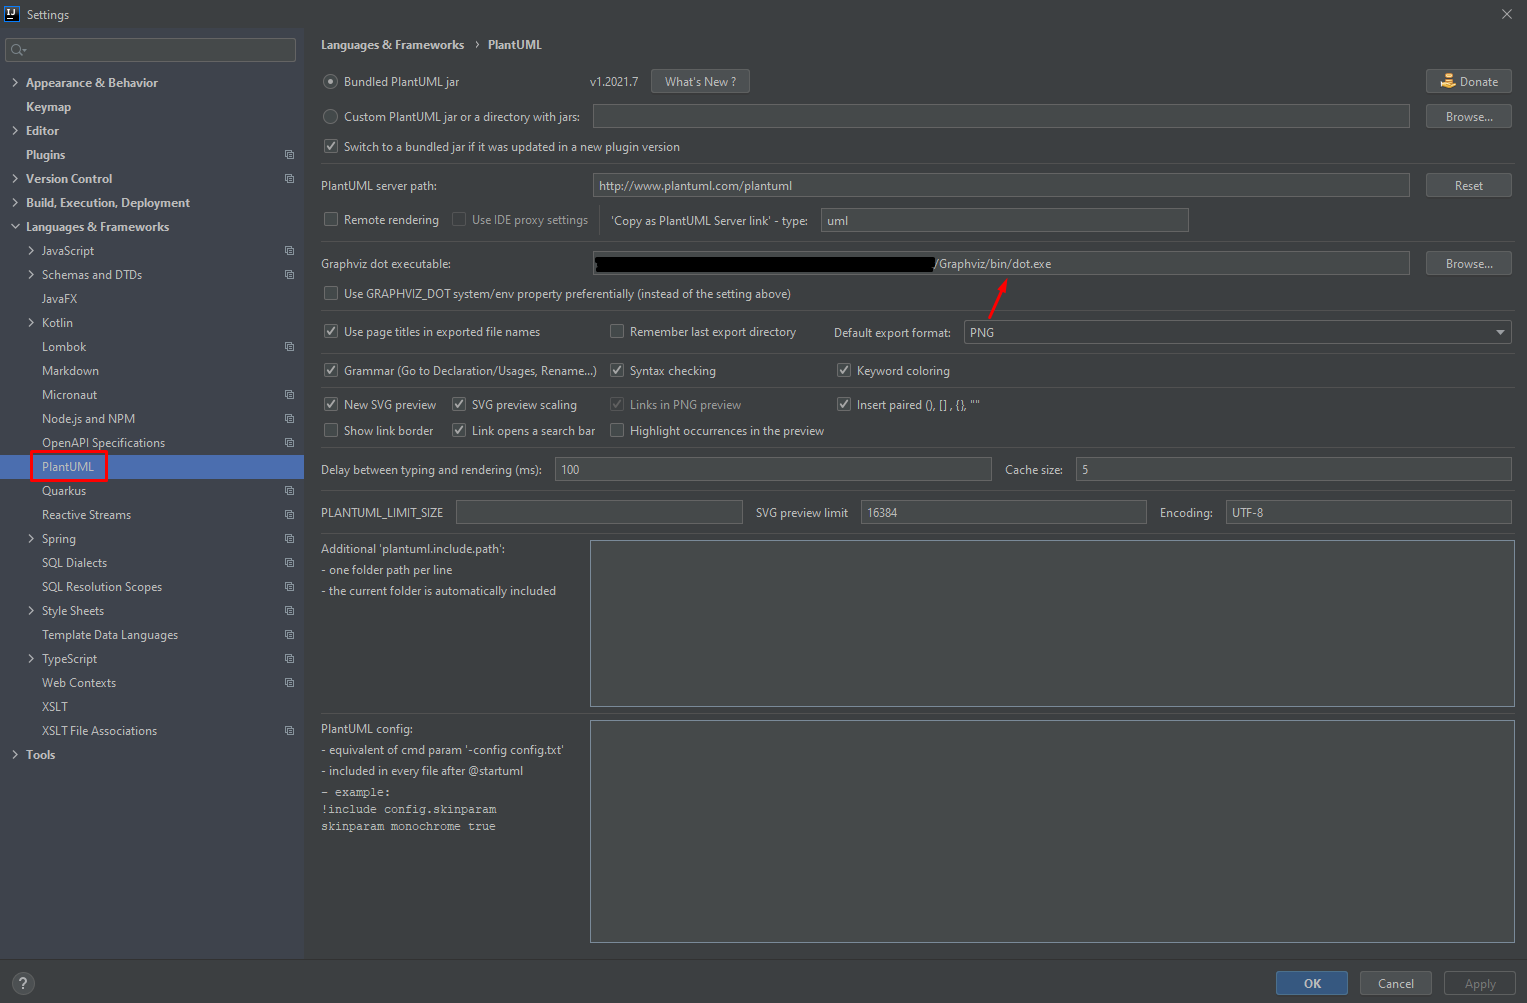 IJ Settings
Appearance & Behavior
Keymap
Editor
Plugins
Version Control
Build, Execution, Deployment
Languages & Frameworks
JavaScript
Schemas and DTDs
JavaFX
Kotlin
Lombok
Markdown
Micronaut
Node.js and NPM
OpenAPI Specifications
PlantUML
Quarkus
Reactive Streams
Spring
SQL Dialects
SQL Resolution Scopes
Style Sheets
Template Data Languages
TypeScript
Web Contexts
XSLT
XSLT File Associations
Tools
?
Languages & Frameworks › PlantUML
Bundled PlantUML jar v1.2021.7 What's New ? Donate
Custom PlantUML jar or a directory with jars: Browse...
Switch to a bundled jar if it was updated in a new plugin version
PlantUML server path: http://www.plantuml.com/plantuml Reset
Remote rendering Use IDE proxy settings 'Copy as PlantUML Server link' - type: uml
Graphviz dot executable: /Graphviz/bin/dot.exe Browse...
Use GRAPHVIZ_DOT system/env property preferentially (instead of the setting above)
Use page titles in exported file names Remember last export directory Default export format: PNG
Grammar (Go to Declaration/Usages, Rename...) Syntax checking Keyword coloring
New SVG preview SVG preview scaling Links in PNG preview Insert paired (), [] , {}, ""
Show link border Link opens a search bar Highlight occurrences in the preview
Delay between typing and rendering (ms): 100 Cache size: 5
PLANTUML_LIMIT_SIZE SVG preview limit 16384 Encoding: UTF-8
Additional 'plantuml.include.path':
- one folder path per line
- the current folder is automatically included
PlantUML config:
- equivalent of cmd param '-config config.txt'
- included in every file after @startuml
- example:
!include config.skinparam
skinparam monochrome true
OK Cancel Apply